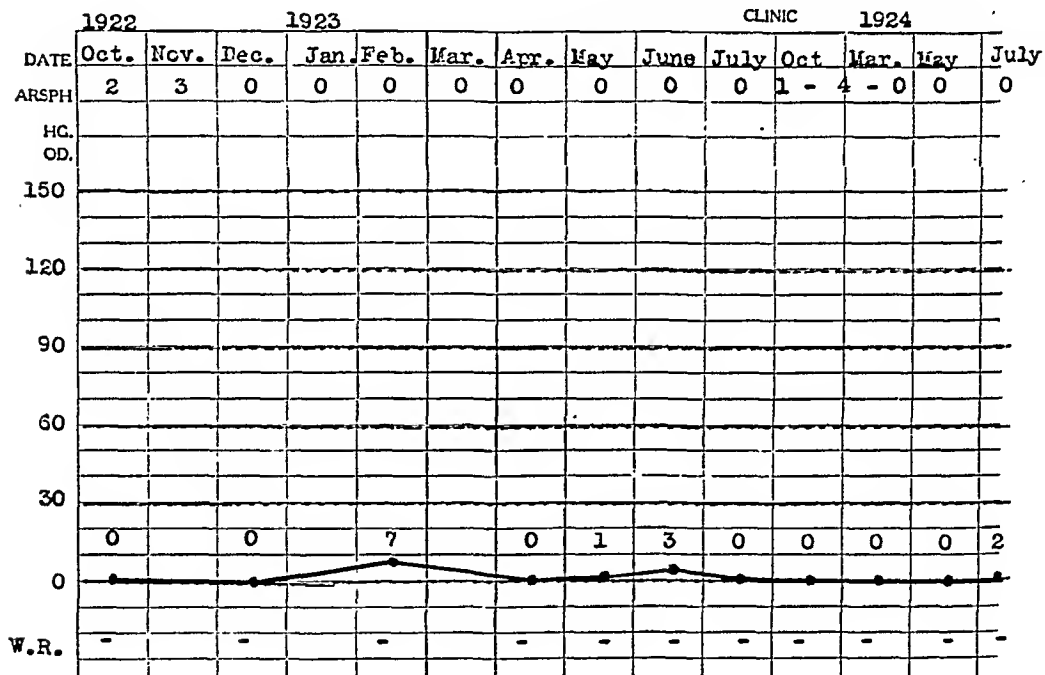 1922 1923 CLINIC 1924
DATE Oct. Nov. Dec. Jan. Feb. Mar. Apr. May June July Oct Mar. May July
ARSPH 2 3 0 0 0 0 0 0 0 0 1 - 4 - 0 0 0
HG.
OD.
150
120
90
60
30
0 0 7 0 1 3 0 0 0 0 2
0
W.R. - - - - - - - - - - -